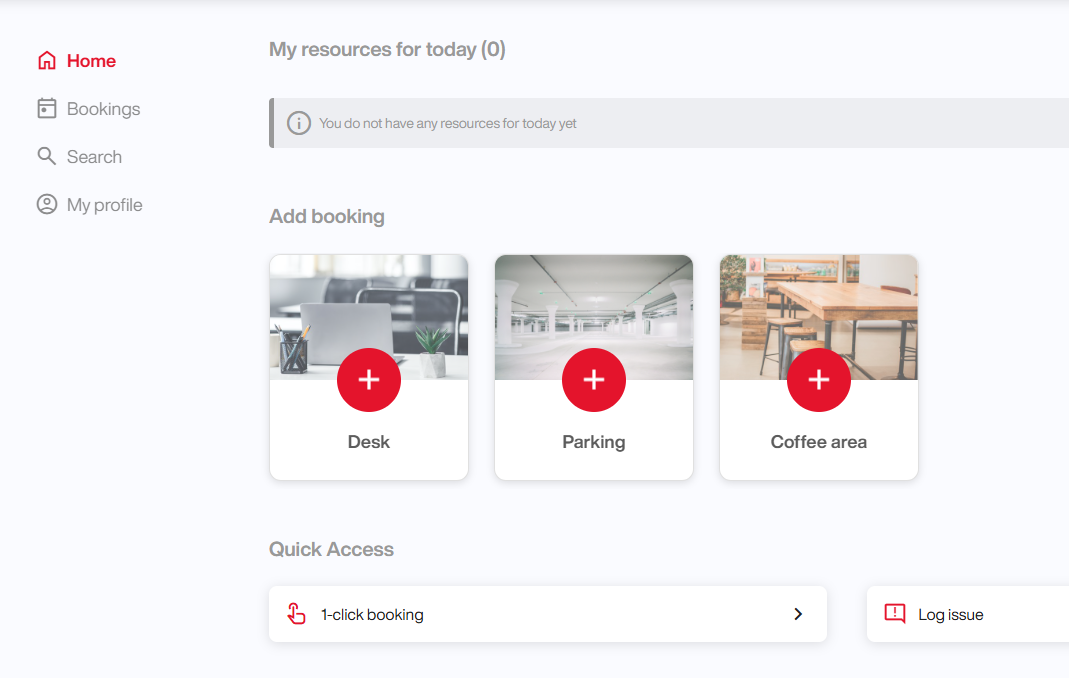 Home
Bookings
Search
My profile
My resources for today (0)
You do not have any resources for today yet
Add booking
Desk
Parking
Coffee area
Quick Access
1-click booking
Log issue